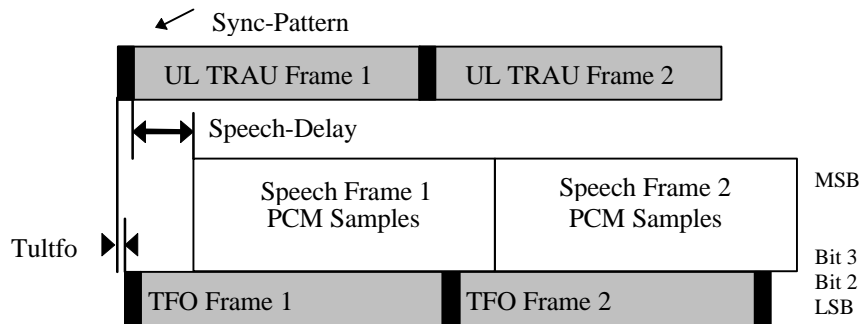 Sync-Pattern
UL TRAU Frame 1
UL TRAU Frame 2
Speech-Delay
Speech Frame 1
PCM Samples
Speech Frame 2
PCM Samples
MSB
Tultfo
Bit 3
Bit 2
LSB
TFO Frame 1
TFO Frame 2